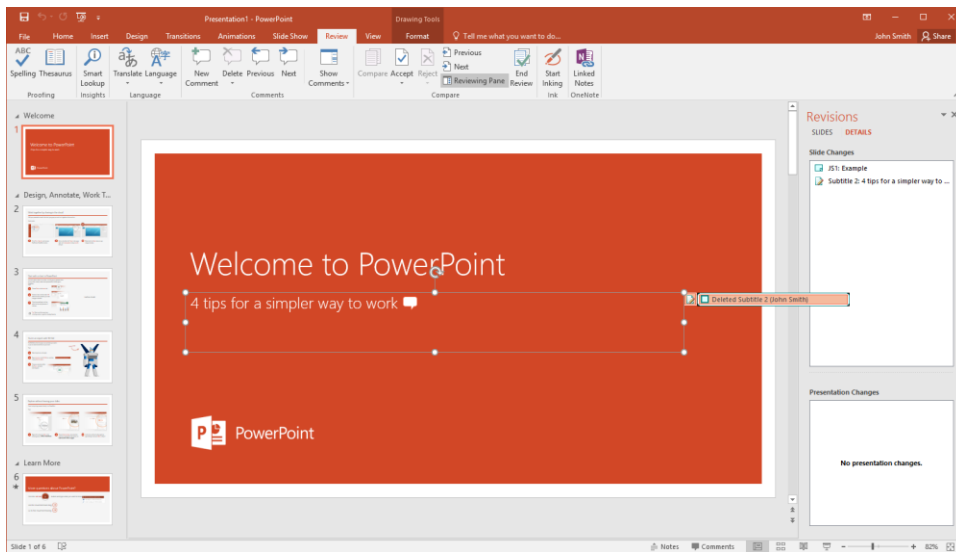 Presentation1 - PowerPoint
Drawing Tools
File Home Insert Design Transitions Animations Slide Show Review View Format Tell me what you want to do... John Smith Share
ABC
Spelling Thesaurus Smart Lookup Translate Language New Comment Delete Previous Next Show Comments Compare Accept Reject Previous Next Reviewing Pane End Review Start Inking Linked Notes
Proofing Insights Language Comments Compare Ink OneNote
Welcome
1
Welcome to PowerPoint
Design, Annotate, Work T...
2
3
4
5
Learn More
6
Welcome to PowerPoint
4 tips for a simpler way to work
Deleted Subtitle 2 (John Smith)
P
PowerPoint
Revisions
SLIDES DETAILS
Slide Changes
JS1: Example
Subtitle 2: 4 tips for a simpler way to ...
Presentation Changes
No presentation changes.
Slide 1 of 6 Notes Comments 82%